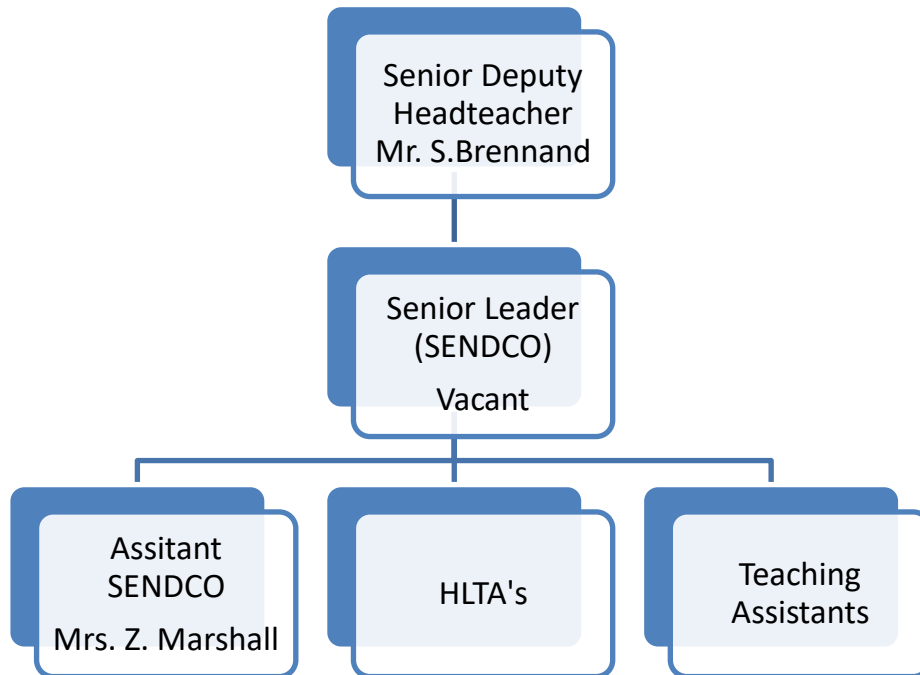 Senior Deputy
Headteacher
Mr. S.Brennand
Senior Leader
(SENDCO)
Vacant
Assitant
SENDCO
Mrs. Z. Marshall
HLTA's
Teaching
Assistants